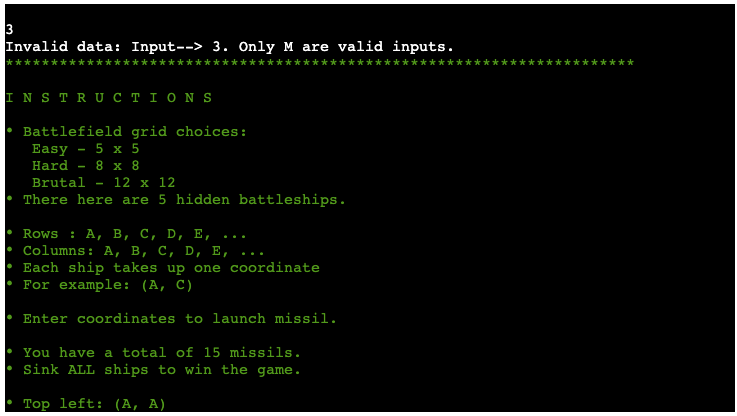 3
Invalid data: Input--> 3. Only M are valid inputs.
**********************************************************************
I N S T R U C T I O N S
• Battlefield grid choices:
Easy - 5 x 5
Hard - 8 x 8
Brutal - 12 x 12
• There here are 5 hidden battleships.
• Rows : A, B, C, D, E, ...
• Columns: A, B, C, D, E, ...
• Each ship takes up one coordinate
• For example: (A, C)
• Enter coordinates to launch missil.
• You have a total of 15 missils.
• Sink ALL ships to win the game.
• Top left: (A, A)